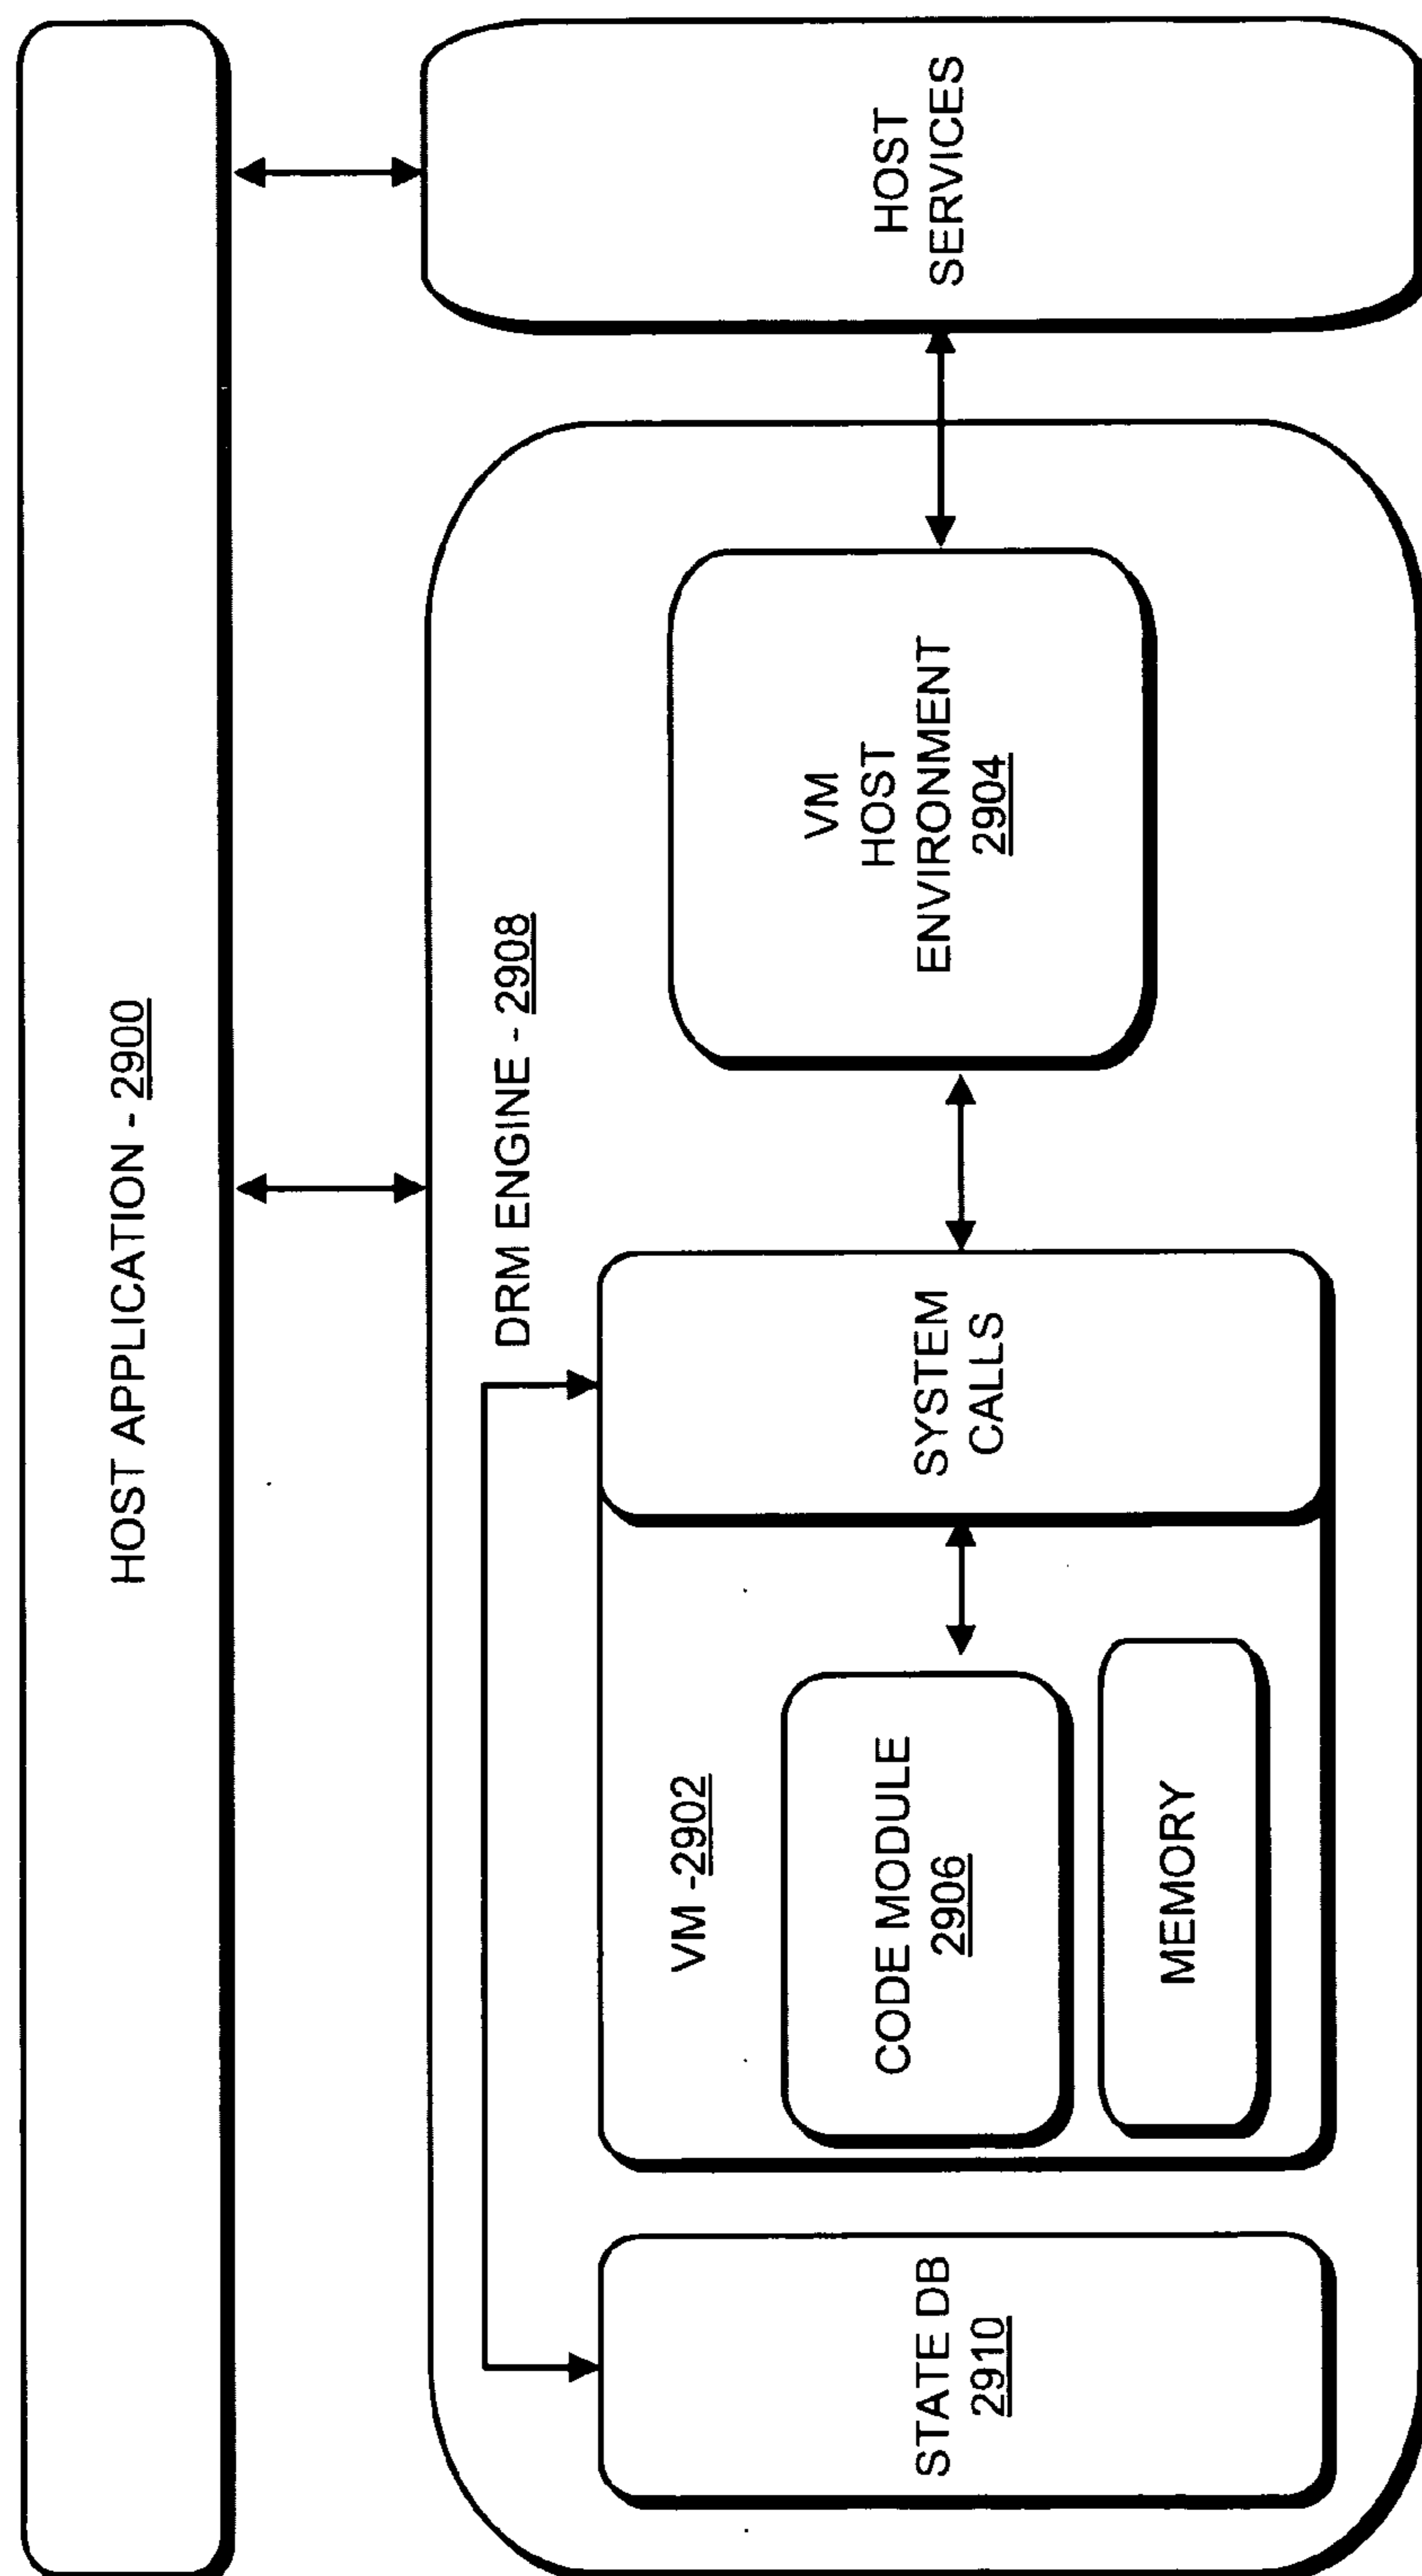 HOST APPLICATION - 2900
DRM ENGINE - 2908
STATE DB
2910
VM -2902
CODE MODULE
2906
MEMORY
SYSTEM
CALLS
VM
HOST
ENVIRONMENT
2904
HOST
SERVICES